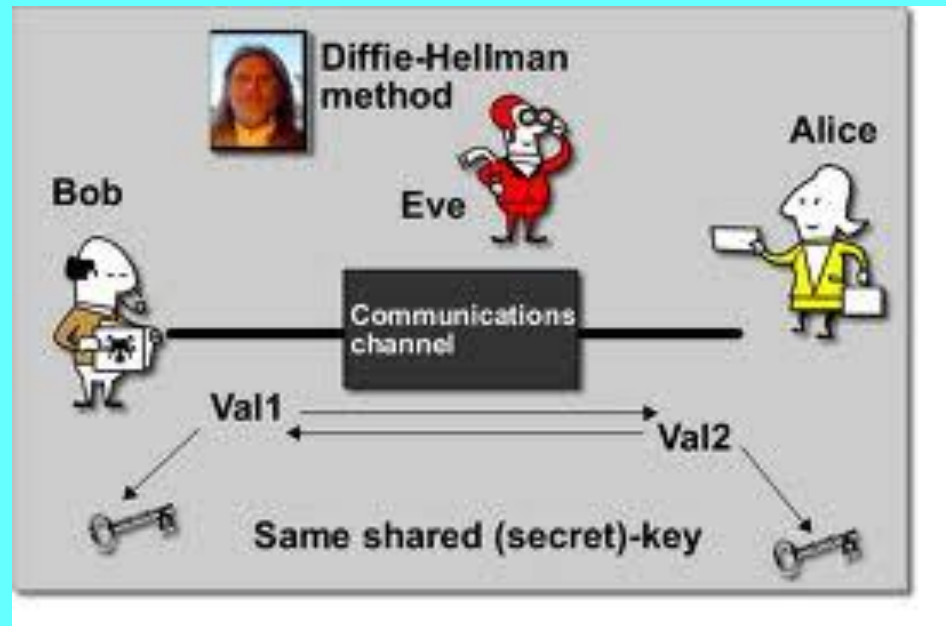 Diffie-Hellman
method
Alice
Bob
Eve
Communications
channel
Val1
Val2
Same shared (secret)-key